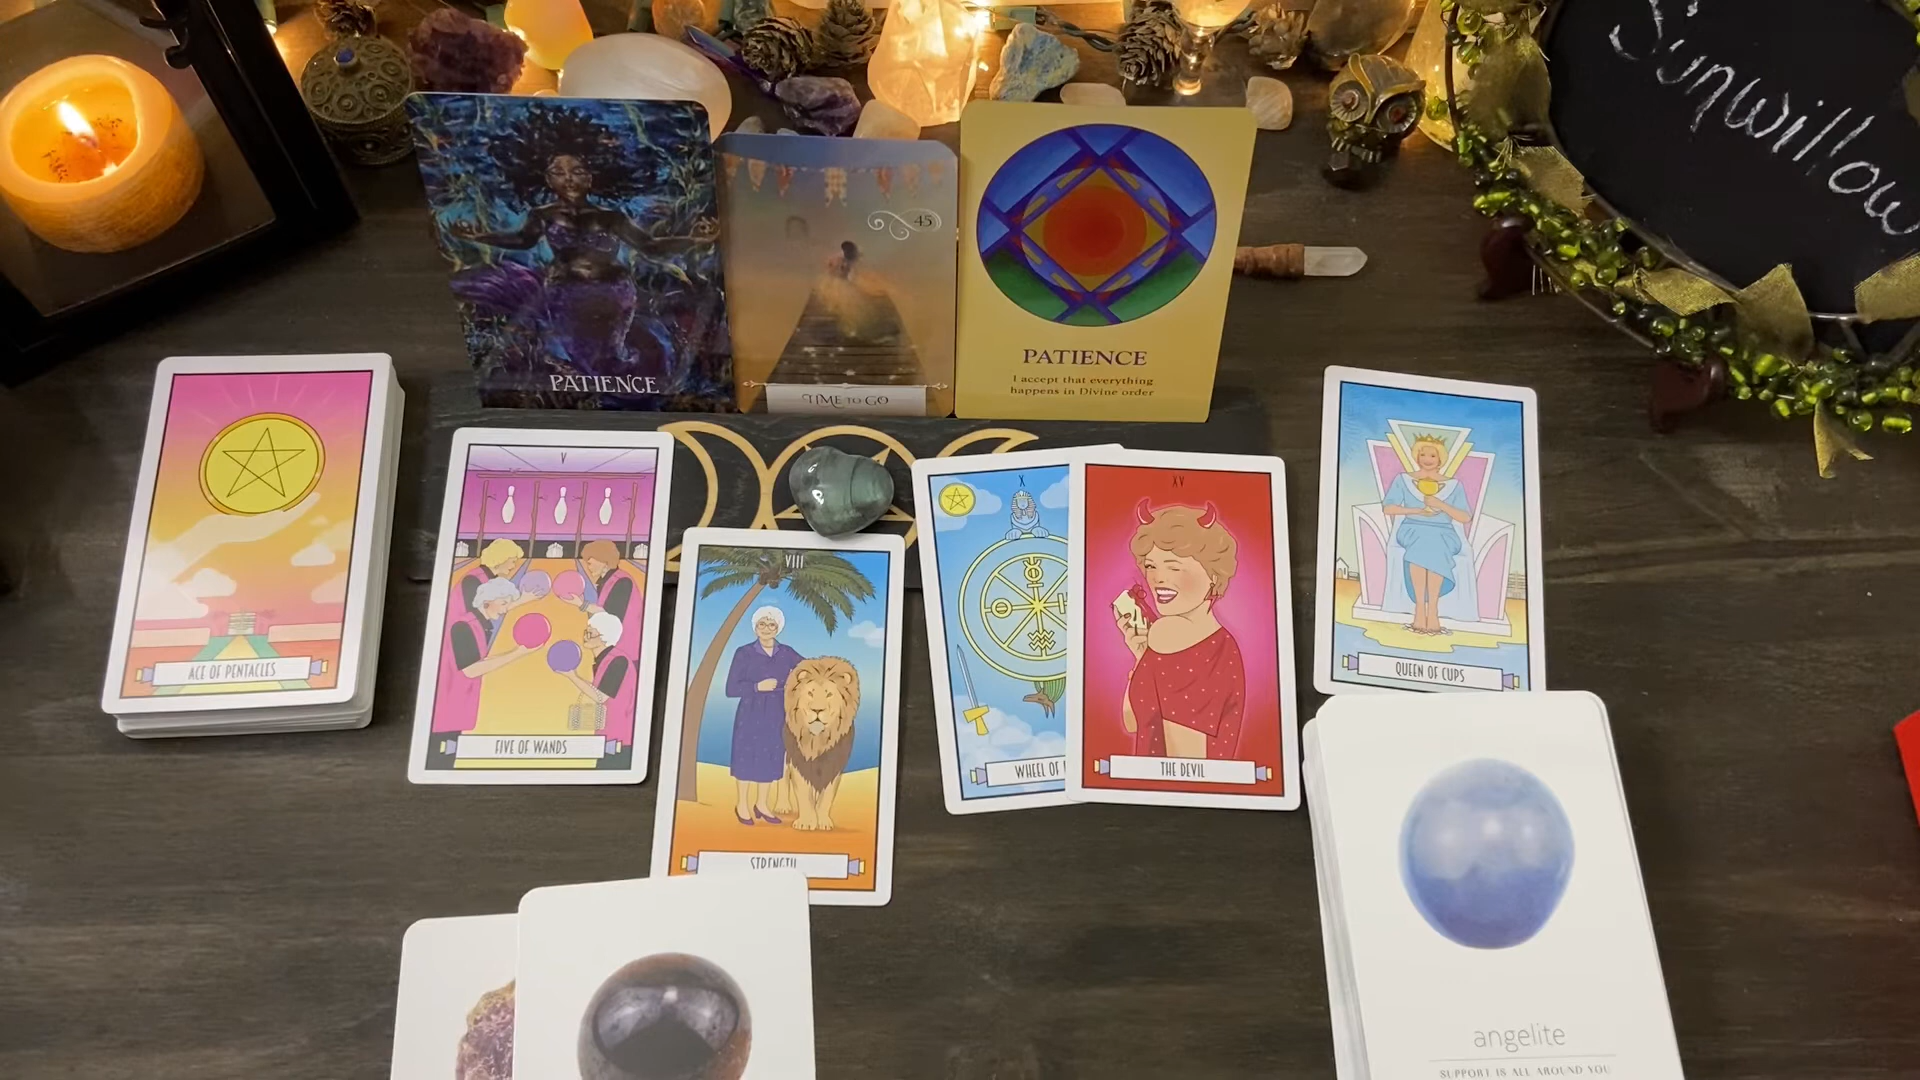 Sunwillow
45
PATIENCE
TIME TO GO
PATIENCE
I accept that everything
happens in Divine order
ACE OF PENTACLES
V
FIVE OF WANDS
VIII
STRENGTH
X
WHEEL OF
XV
THE DEVIL
QUEEN OF CUPS
angelite
SUPPORT IS ALL AROUND YOU